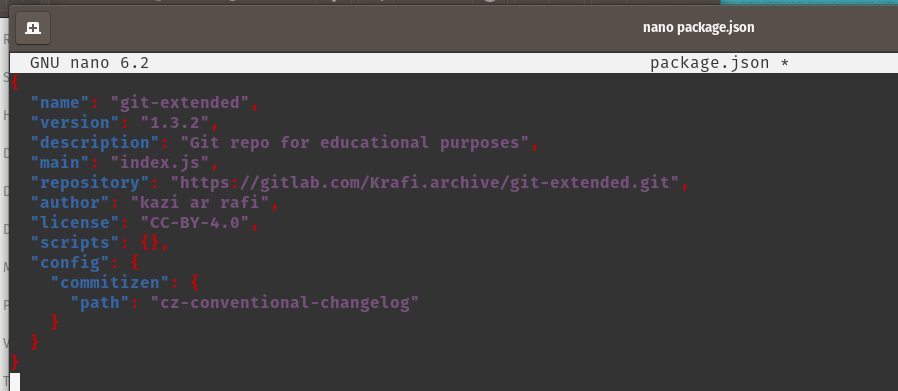 nano package.json
GNU nano 6.2 package.json *
{
"name": "git-extended",
"version": "1.3.2",
"description": "Git repo for educational purposes",
"main": "index.js",
"repository": "https://gitlab.com/Krafi.archive/git-extended.git",
"author": "kazi ar rafi",
"license": "CC-BY-4.0",
"scripts": {},
"config": {
"commitizen": {
"path": "cz-conventional-changelog"
}
}
}